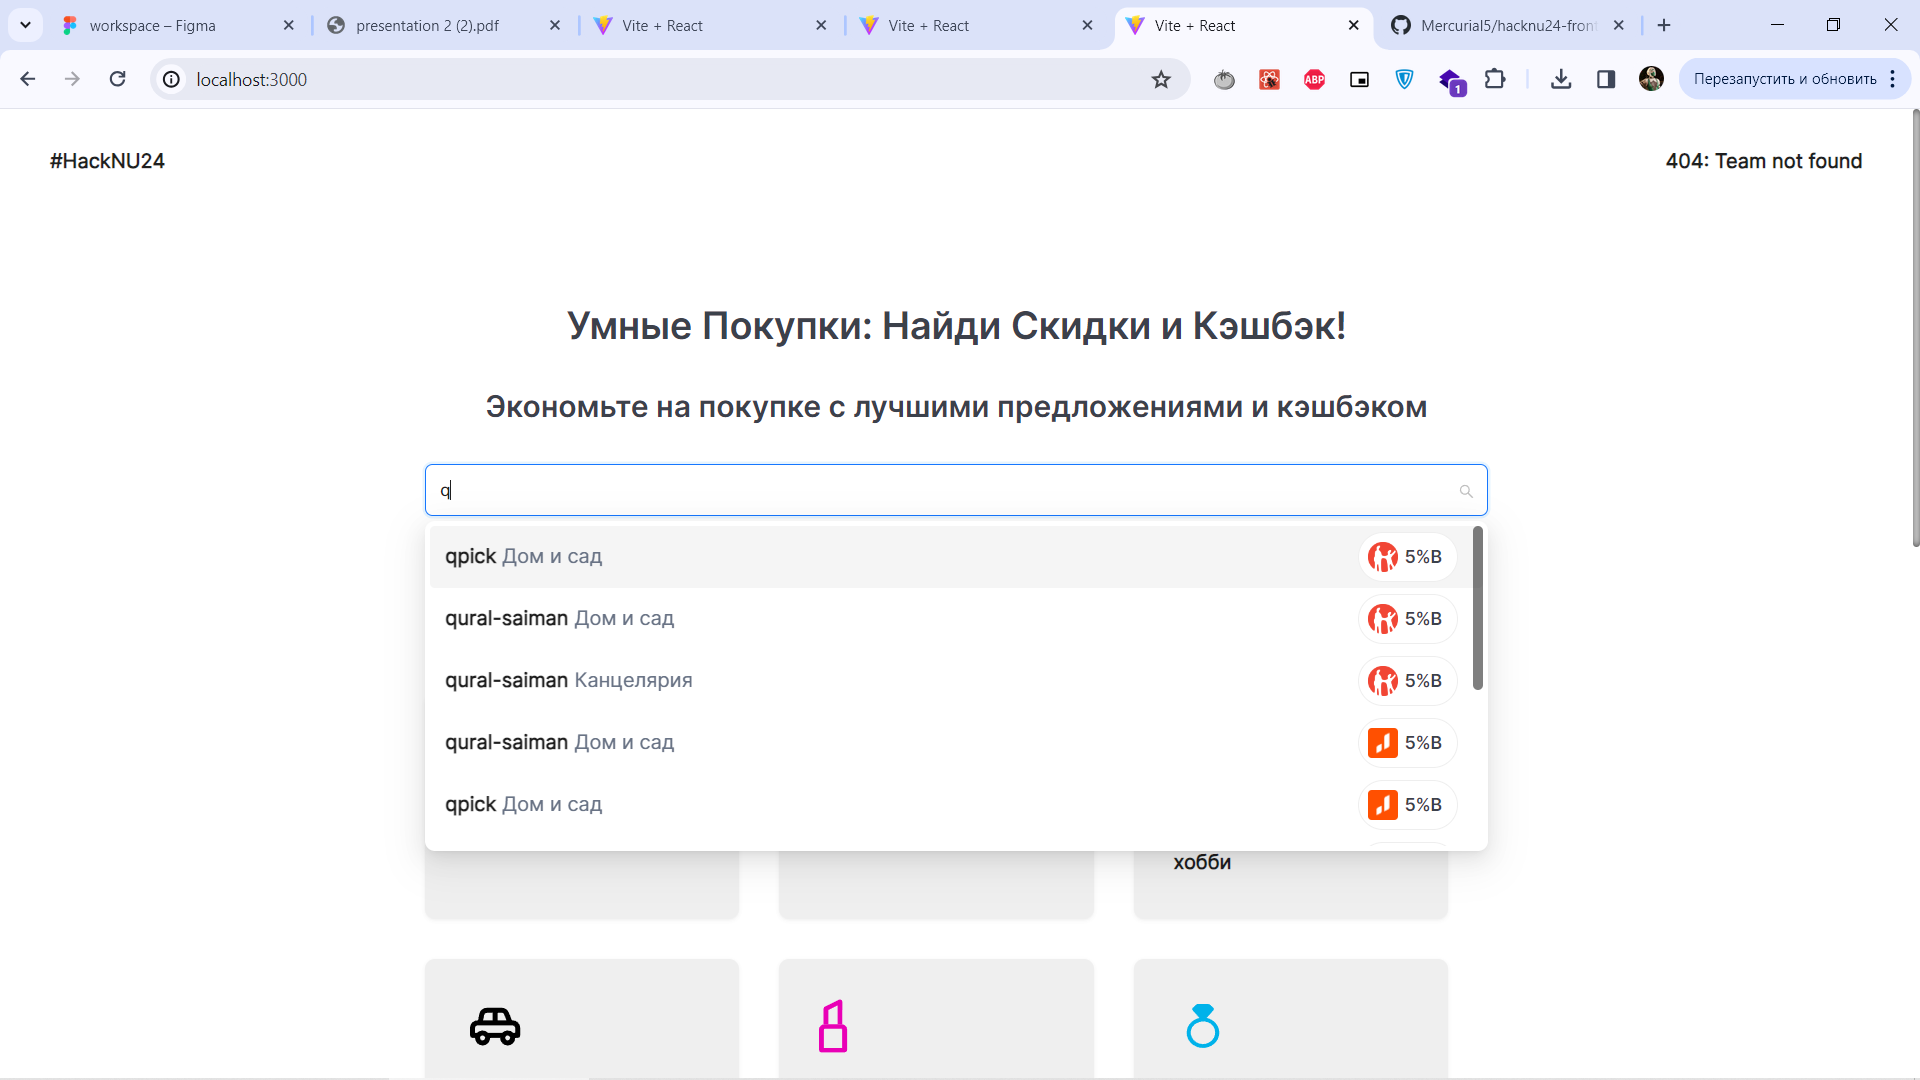 workspace – Figma
presentation 2 (2).pdf
Vite + React
Vite + React
Vite + React
Mercurial5/hacknu24-front
localhost:3000
ABP
1
Перезапустить и обновить
#HackNU24
404: Team not found
Умные Покупки: Найди Скидки и Кэшбэк!
Экономьте на покупке с лучшими предложениями и кэшбэком
q
qpick Дом и сад 5%Б
qural-saiman Дом и сад 5%Б
qural-saiman Канцелярия 5%Б
qural-saiman Дом и сад 5%Б
qpick Дом и сад 5%Б
хобби